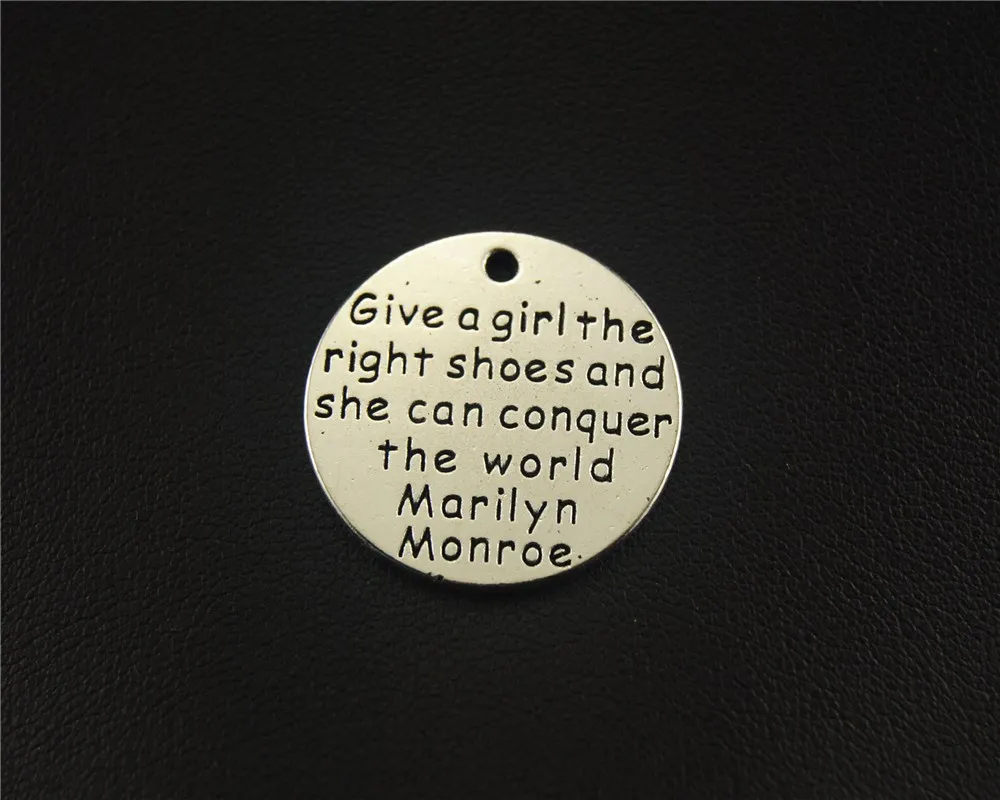 Give a girl the
right shoes and
she can conquer
the world
Marilyn
Monroe.